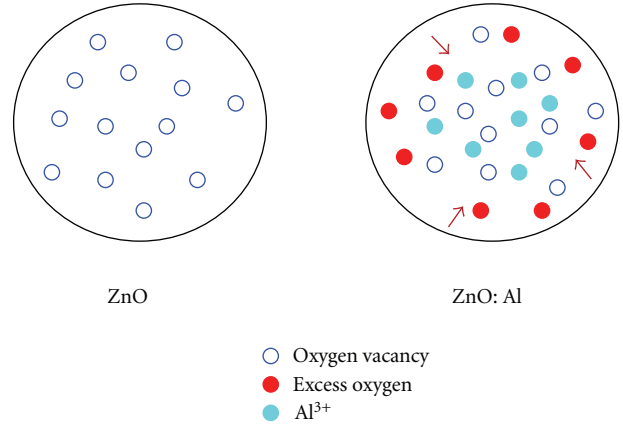 ZnO
ZnO: Al
Oxygen vacancy
Excess oxygen
Al³⁺